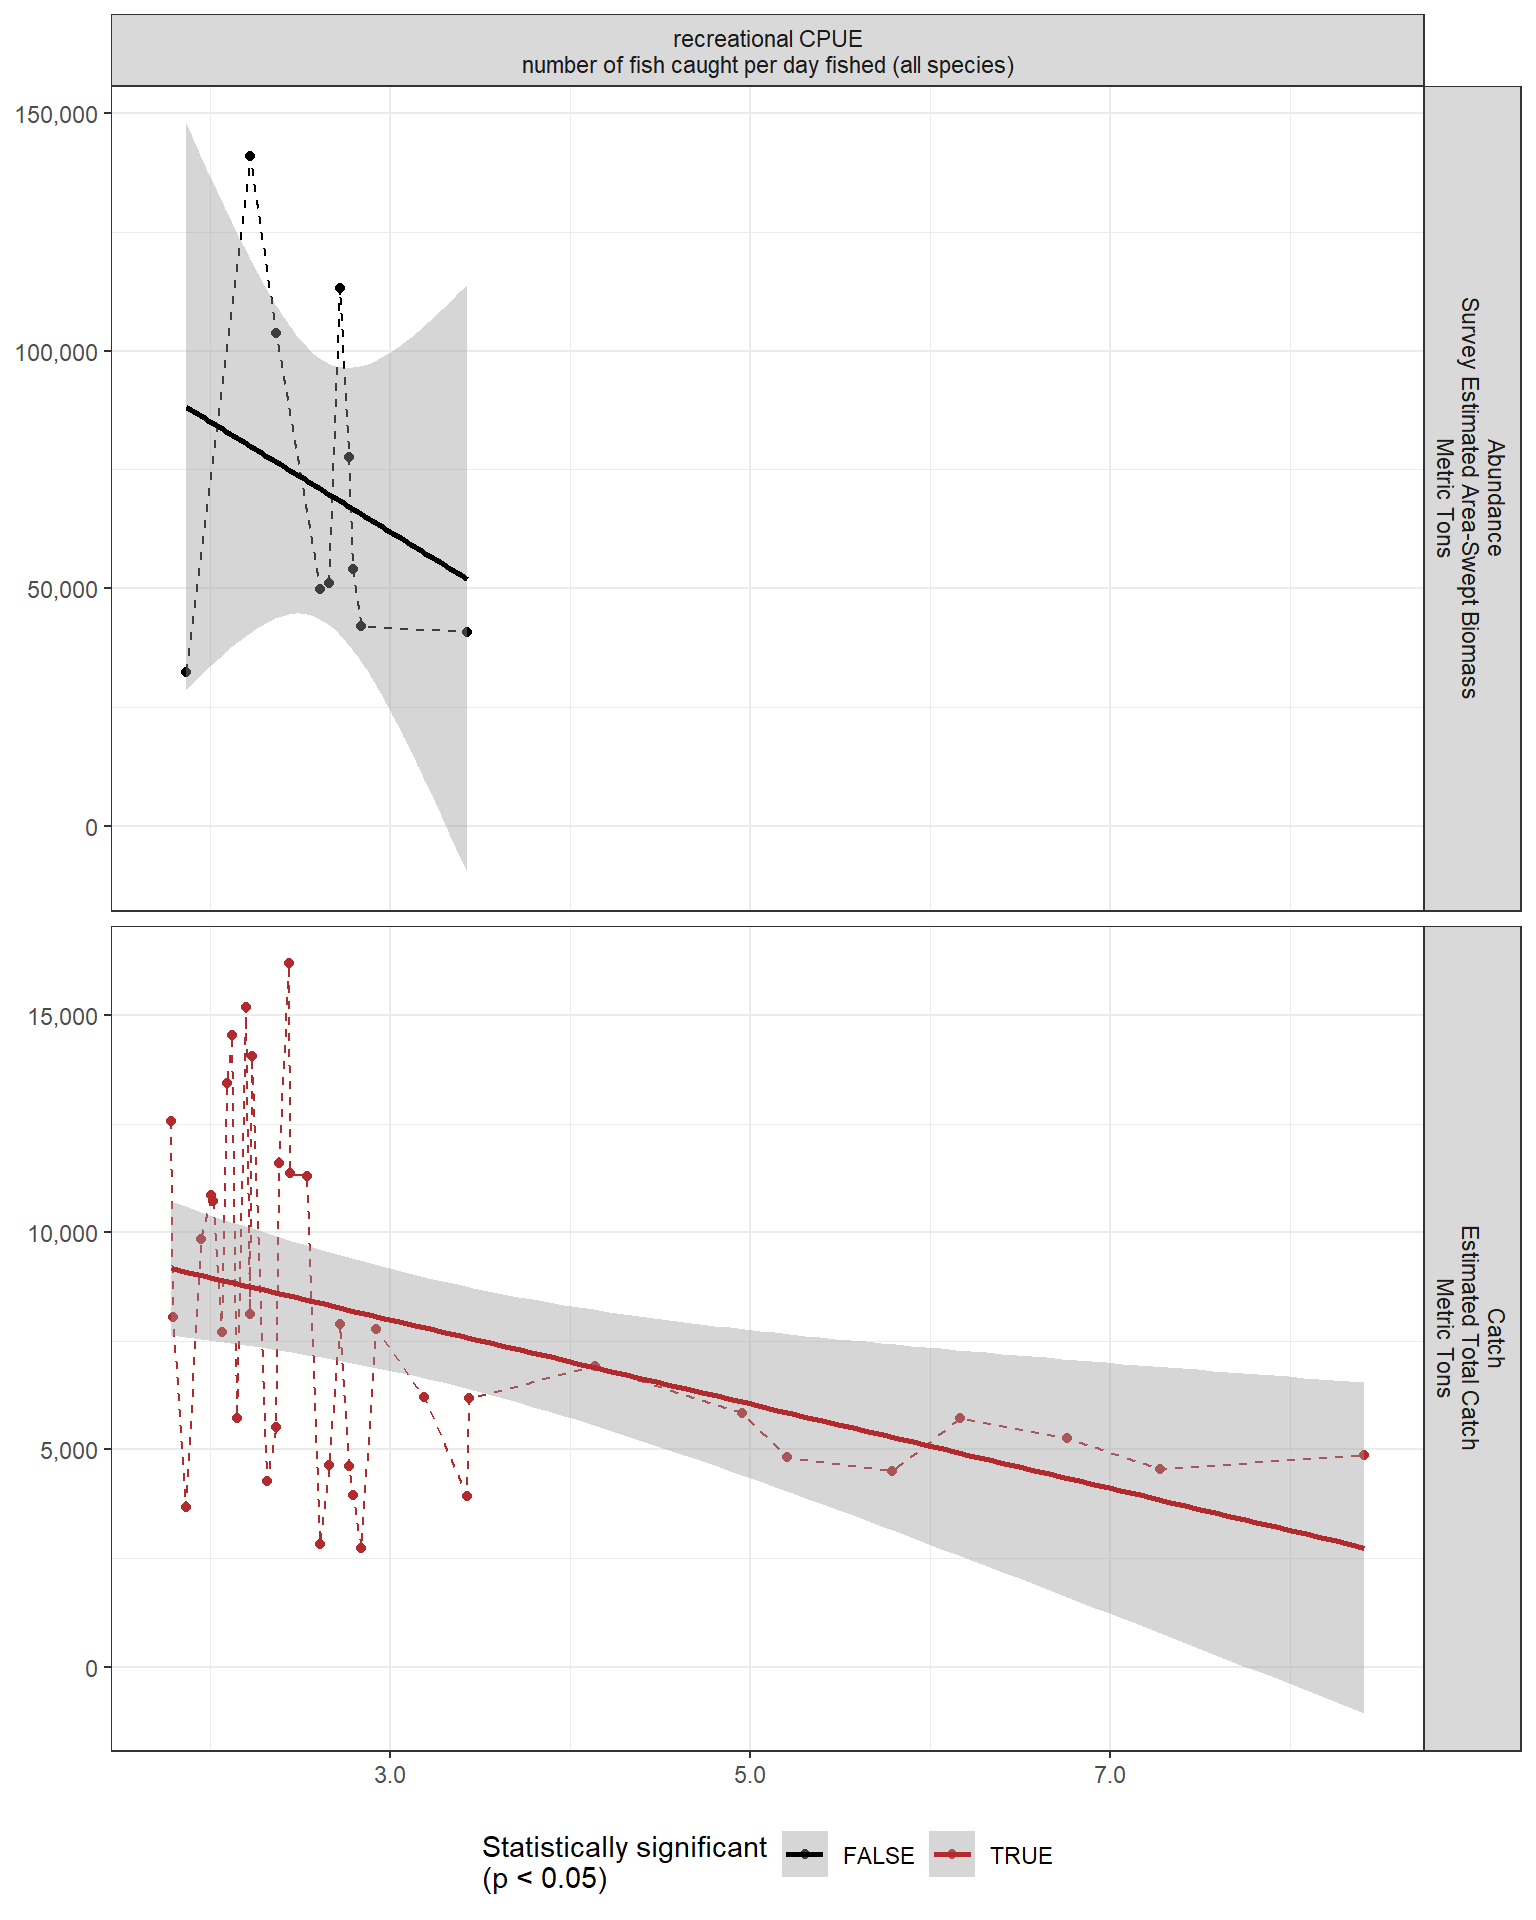 recreational CPUE
number of fish caught per day fished (all species)
150,000
100,000
50,000
0
Abundance
Survey Estimated Area-Swept Biomass
Metric Tons
15,000
10,000
5,000
0
Catch
Estimated Total Catch
Metric Tons
3.0
5.0
7.0
Statistically significant
(p < 0.05)
FALSE
TRUE